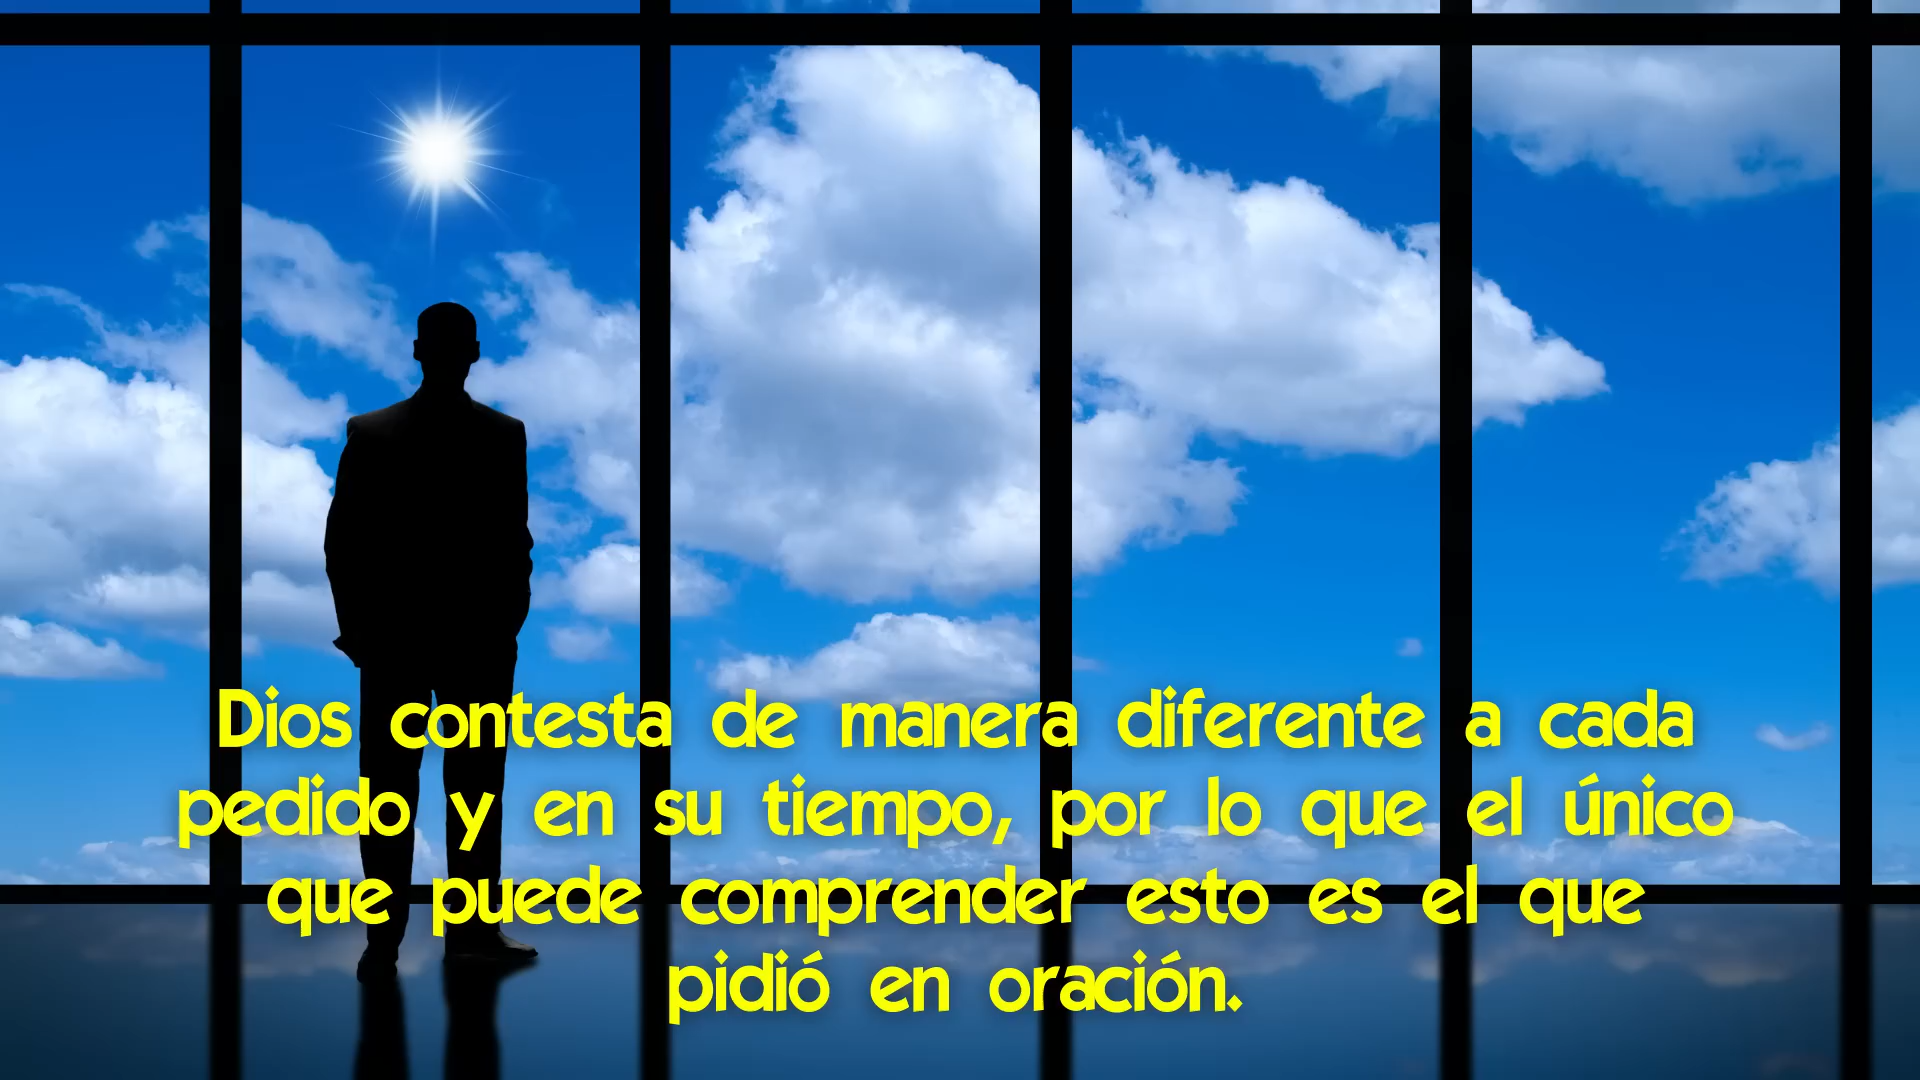 Dios contesta de manera diferente a cada
pedido y en su tiempo, por lo que el único
que puede comprender esto es el que
pidió en oración.